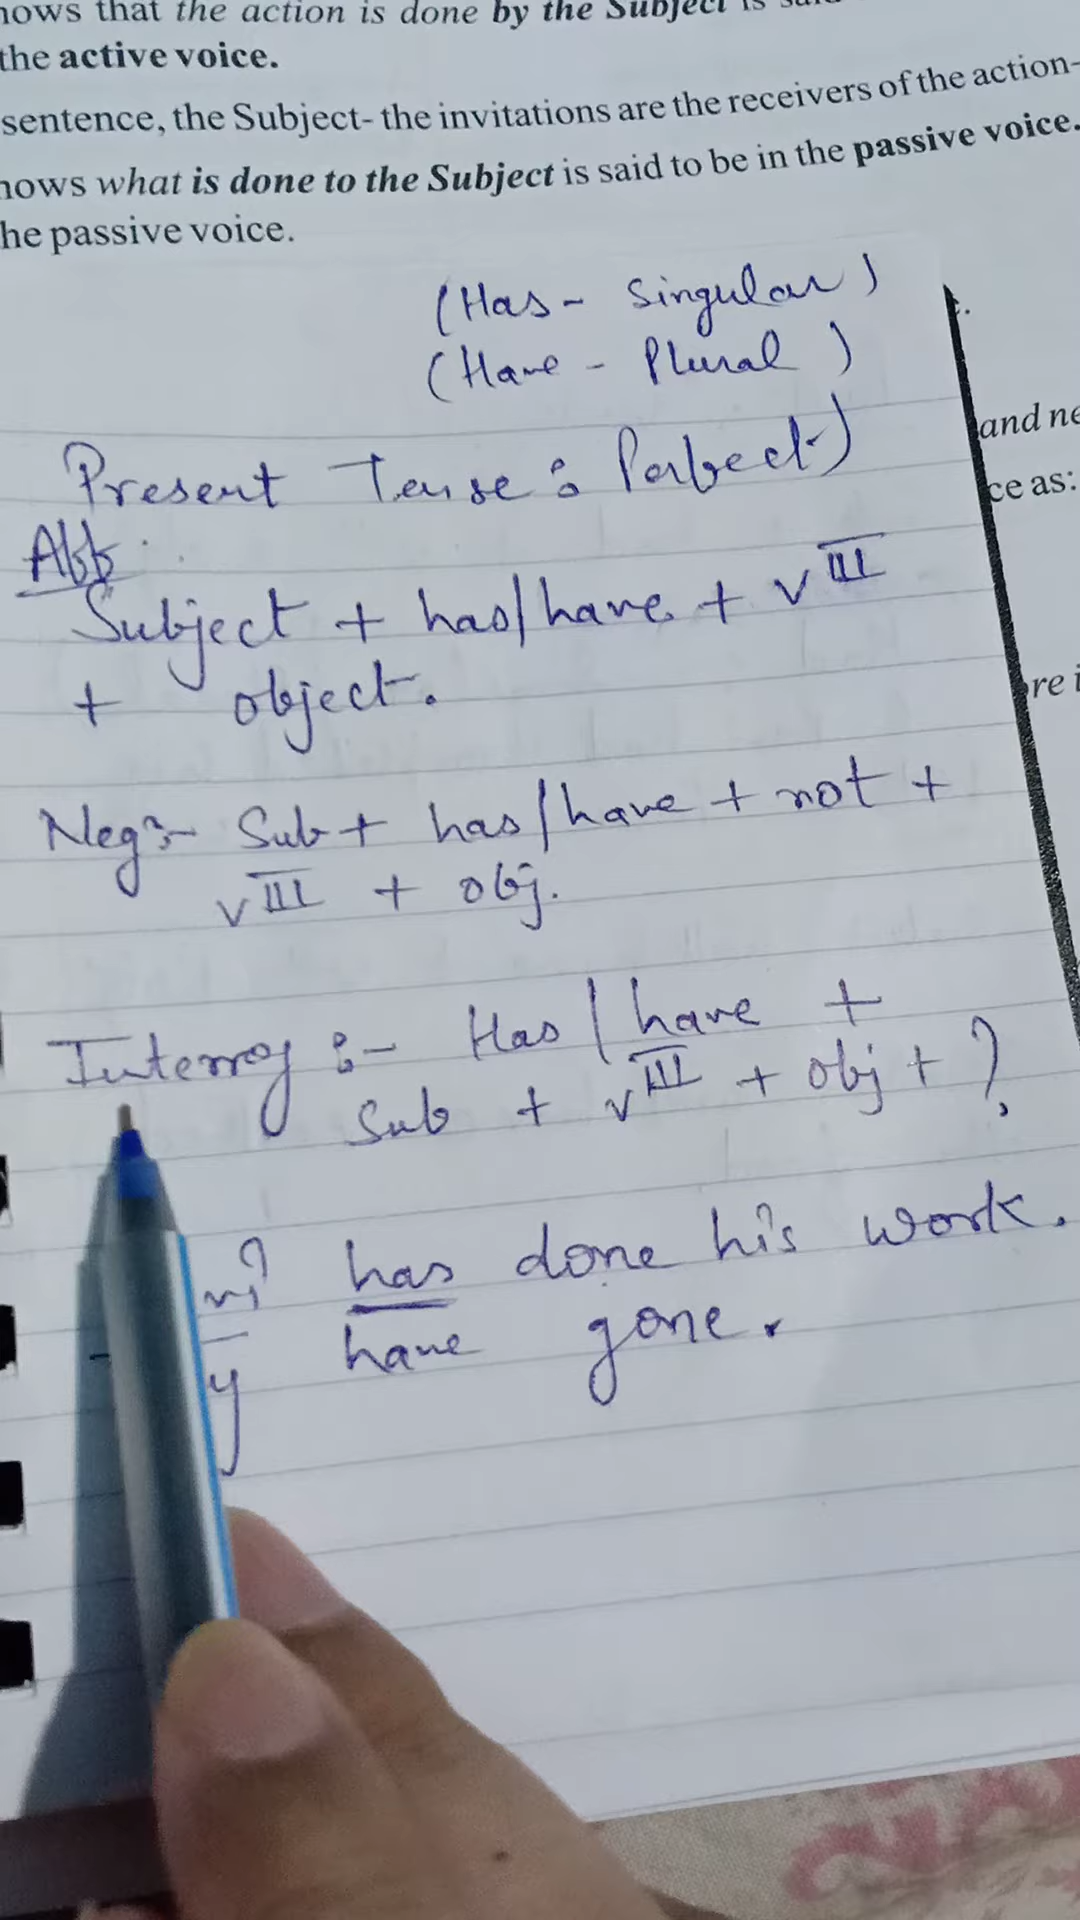 that the action is done by the Subject is
the active voice.
sentence, the Subject- the invitations are the receivers of the action-
what is done to the Subject is said to be in the passive voice.
he passive voice.
(Has - Singular)
(Have - Plural)
Present Tense : Perfect)
and ne
ce as:
Aff
Subject + has/have + V III
+ object.
re i
Neg :- Sub + has/have + not +
V III + obj.
Interrog :- Has / have +
Sub + V III + obj + ?
has done his work.
have gone.